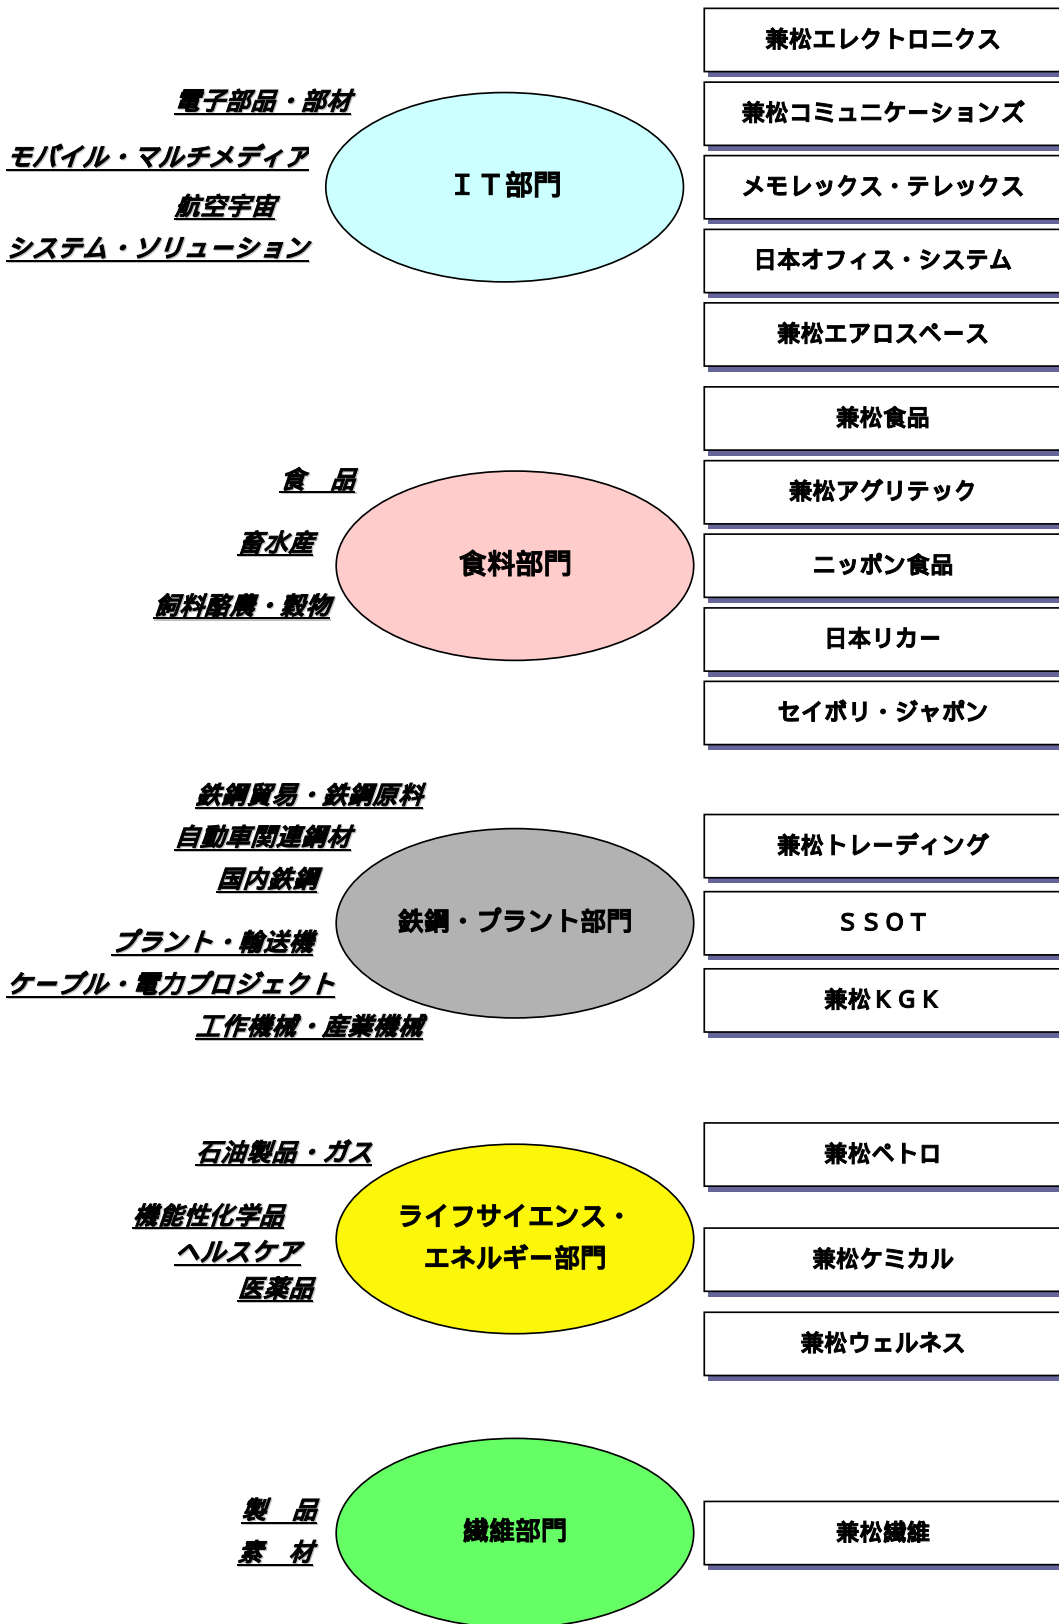 電子部品・部材
モバイル・マルチメディア
航空宇宙
システム・ソリューション
ＩＴ部門
兼松エレクトロニクス
兼松コミュニケーションズ
メモレックス・テレックス
日本オフィス・システム
兼松エアロスペース
食　品
畜水産
飼料酪農・穀物
食料部門
兼松食品
兼松アグリテック
ニッポン食品
日本リカー
セイボリ・ジャポン
鉄鋼貿易・鉄鋼原料
自動車関連鋼材
国内鉄鋼
プラント・輸送機
ケーブル・電力プロジェクト
工作機械・産業機械
鉄鋼・プラント部門
兼松トレーディング
ＳＳＯＴ
兼松ＫＧＫ
石油製品・ガス
機能性化学品
ヘルスケア
医薬品
ライフサイエンス・
エネルギー部門
兼松ペトロ
兼松ケミカル
兼松ウェルネス
製　品
素　材
繊維部門
兼松繊維